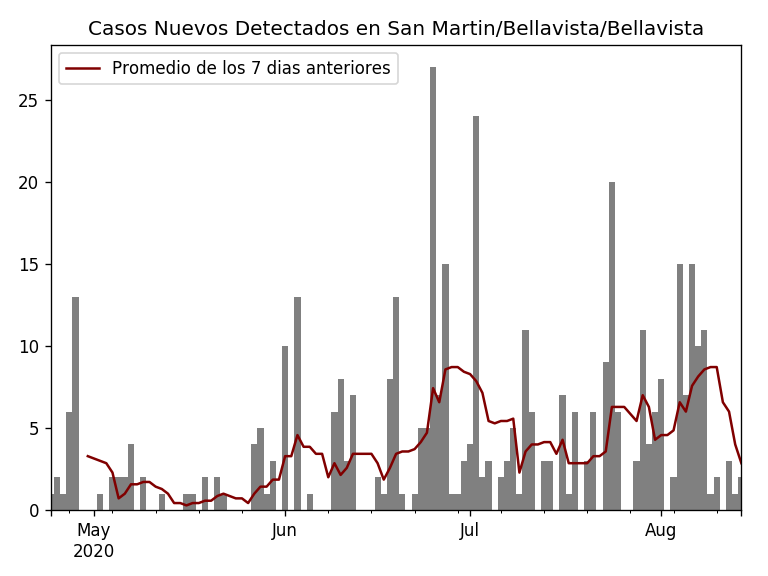 Casos Nuevos Detectados en San Martin/Bellavista/Bellavista
Promedio de los 7 dias anteriores
25
20
15
10
5
0
May
2020
Jun
Jul
Aug